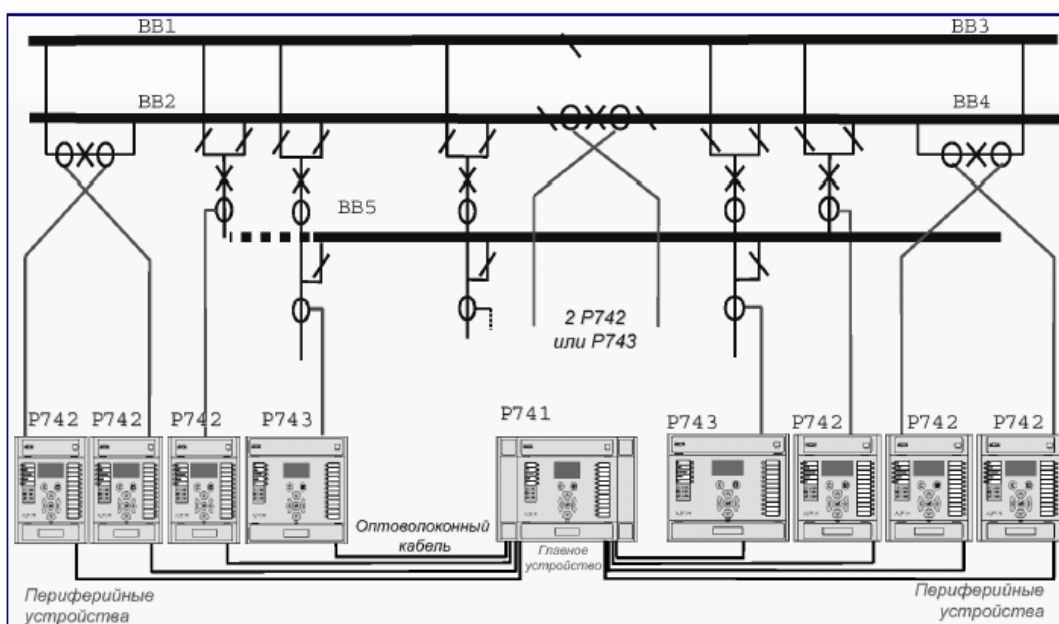 BB1
BB3
BB2
BB4
BB5
2 P742
или P743
P742
P742
P742
P743
P741
P743
P742
P742
P742
Оптоволоконный
кабель
Главное
устройство
Периферийные
устройства
Периферийные
устройства